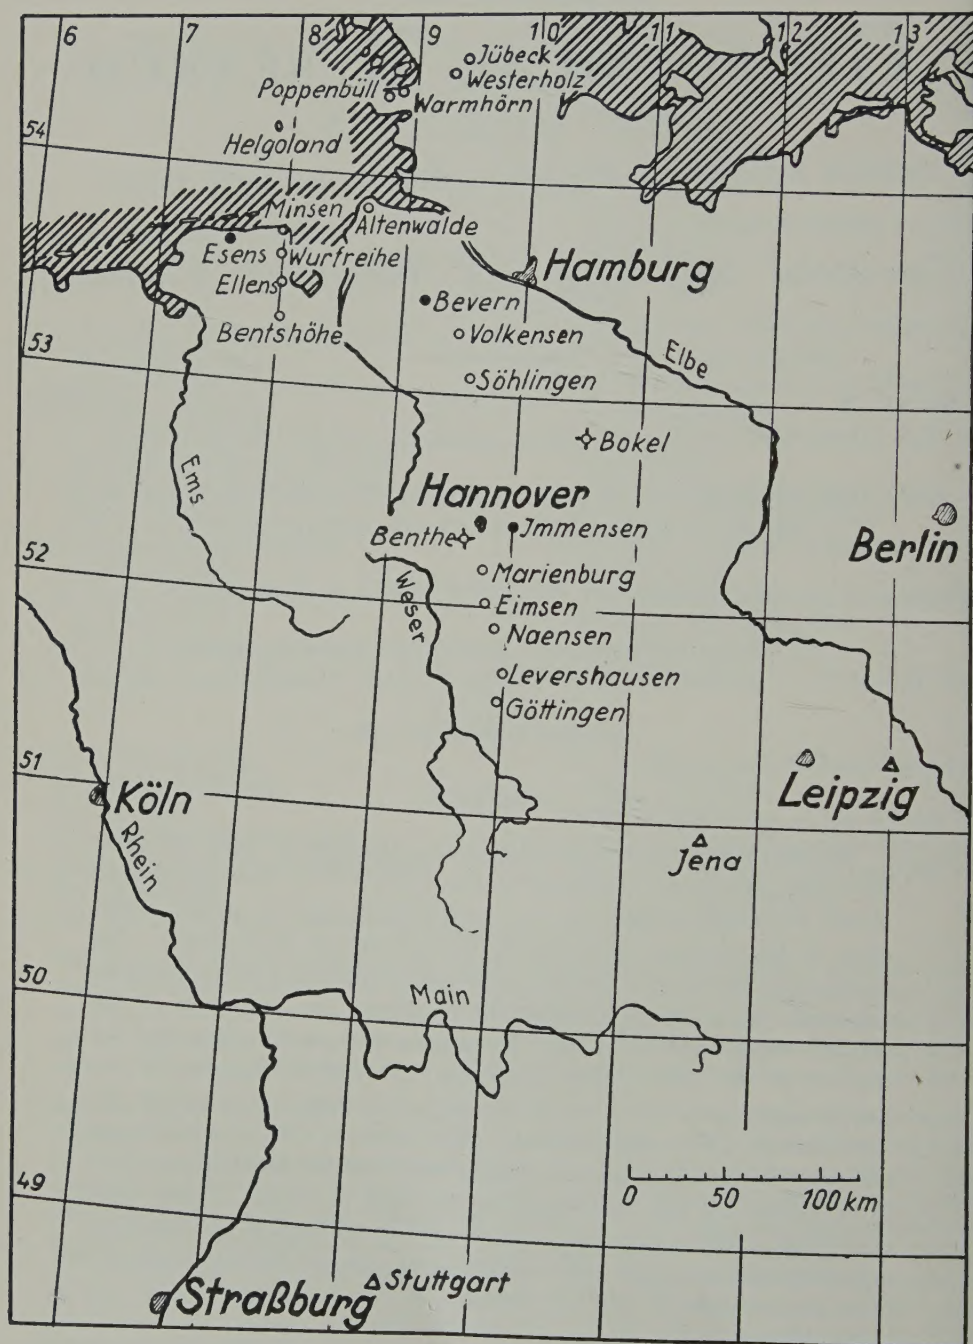 6 7 8 9 10 11 12 13
Jübeck
Westerholz
Poppenbüll
Warmhörn
54
Helgoland
Minsen
Altenwalde
Esens
Wurfreihe
Hamburg
Ellens
Bevern
Bentshöhe
Volkensen
53
Elbe
Söhlingen
Bokel
Ems
Hannover
Benthe
Jmmensen
Berlin
52
Marienburg
Weser
Eimsen
Naensen
Levershausen
Göttingen
51
Köln
Leipzig
Rhein
Jena
50
Main
49
0 50 100 km
Stuttgart
Straßburg